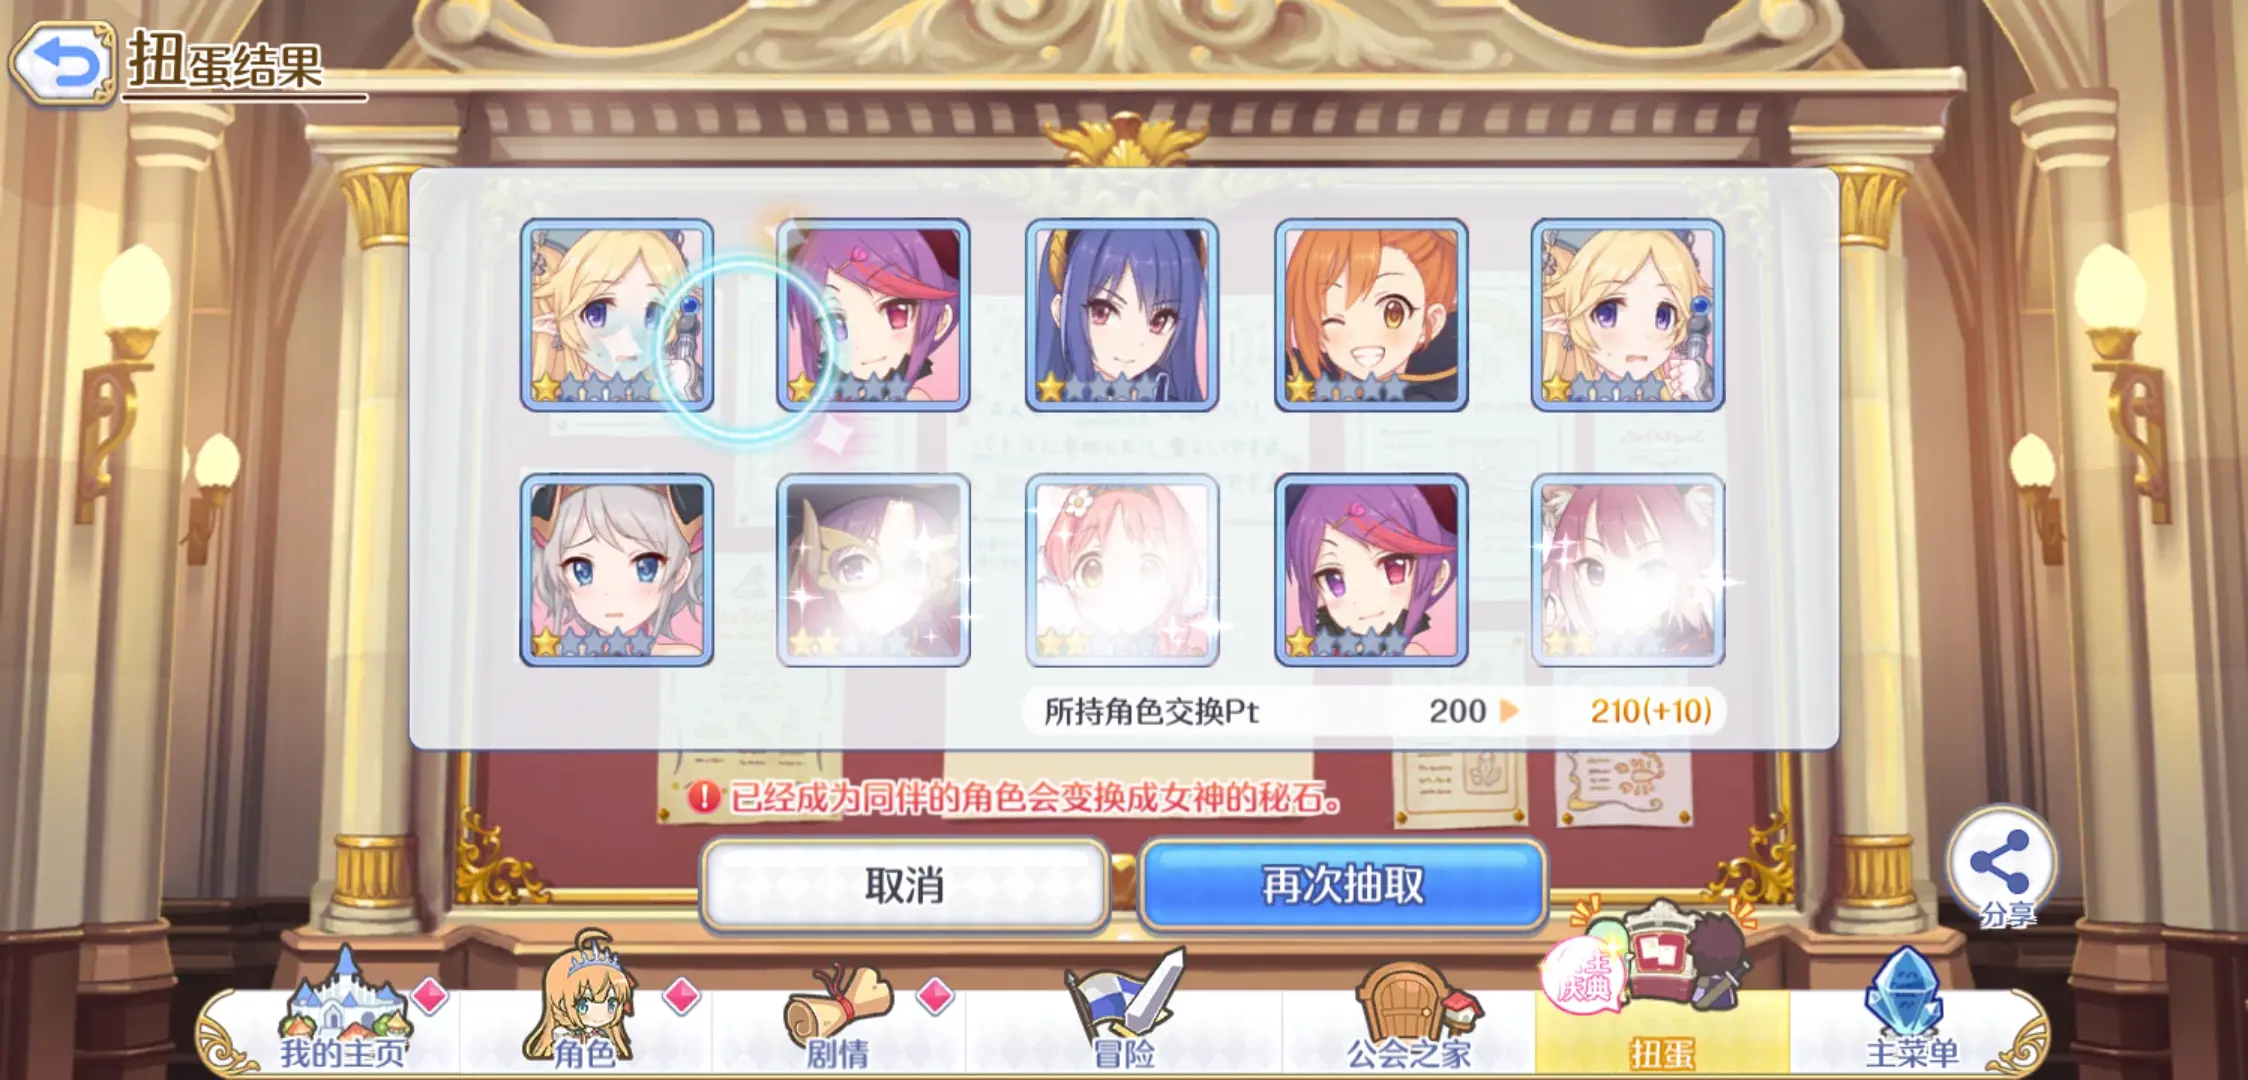 扭蛋结果
所持角色交换Pt 200 210(+10)
已经成为同伴的角色会变换成女神的秘石。
取消
再次抽取
分享
庆典
我的主页
角色
剧情
冒险
公会之家
扭蛋
主菜单